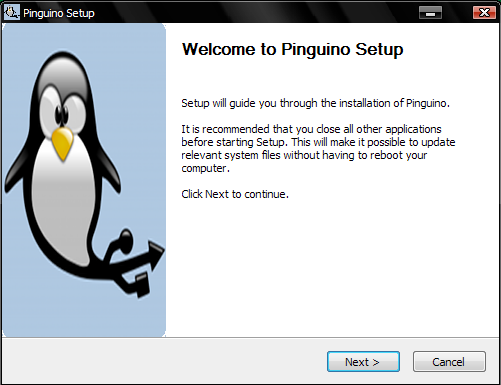 Pinguino Setup
Welcome to Pinguino Setup
Setup will guide you through the installation of Pinguino.
It is recommended that you close all other applications
before starting Setup. This will make it possible to update
relevant system files without having to reboot your
computer.
Click Next to continue.
Next >
Cancel